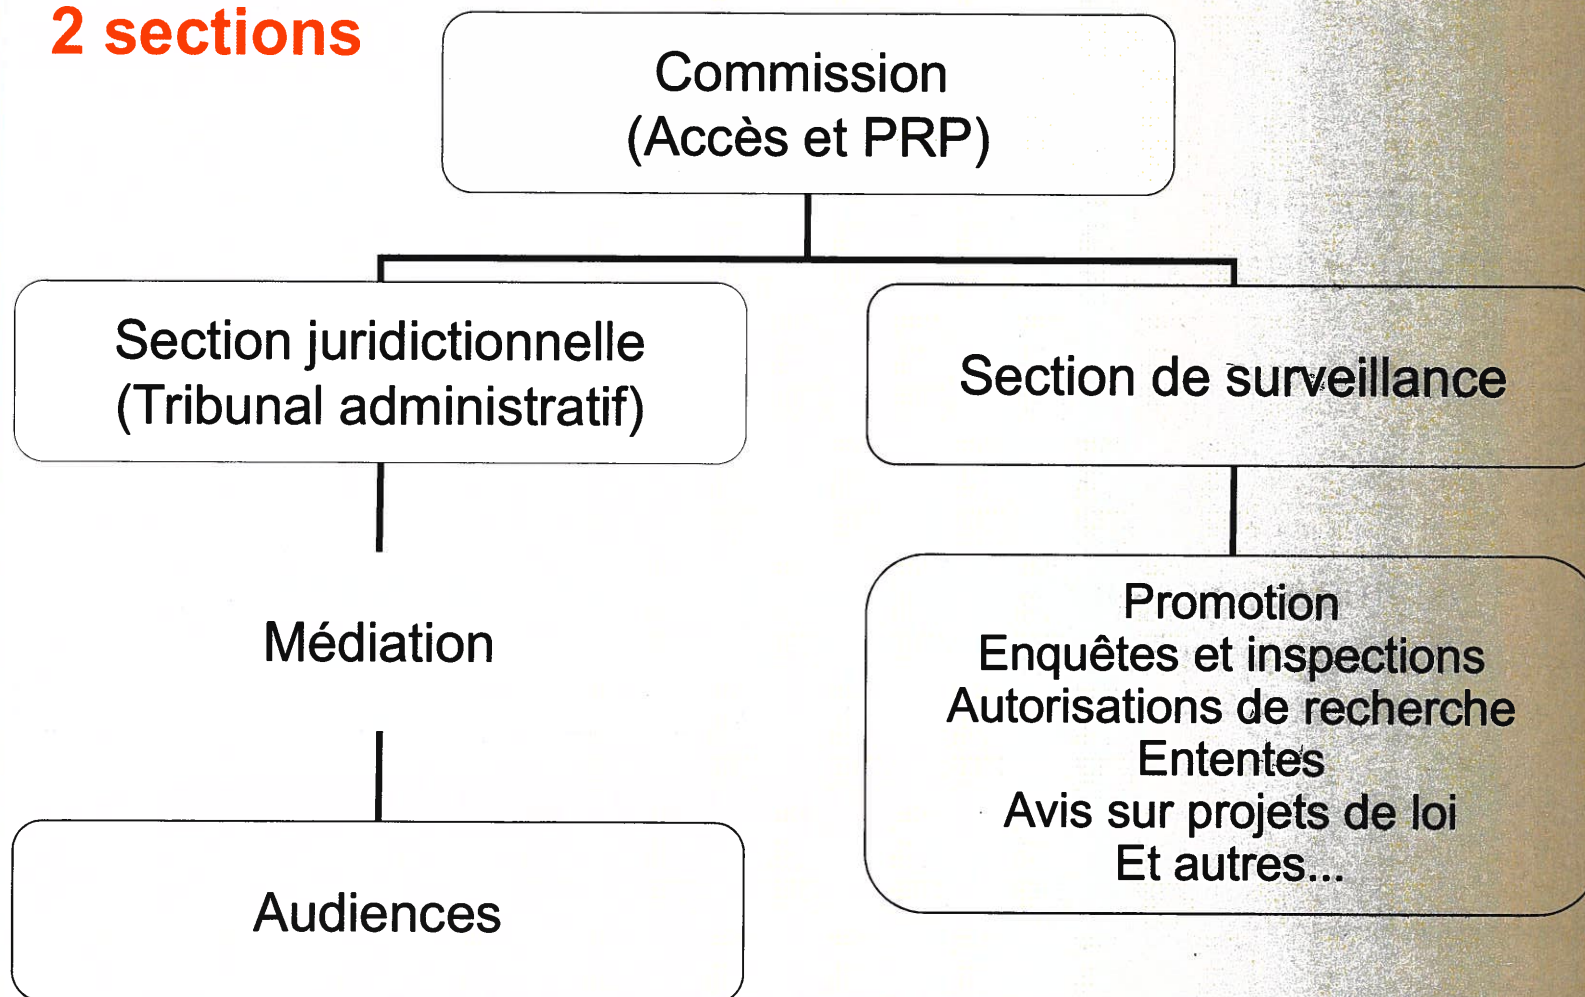 2 sections
Commission
(Accès et PRP)
Section juridictionnelle
(Tribunal administratif)
Section de surveillance
Médiation
Promotion
Enquêtes et inspections
Autorisations de recherche
Ententes
Avis sur projets de loi
Et autres...
Audiences